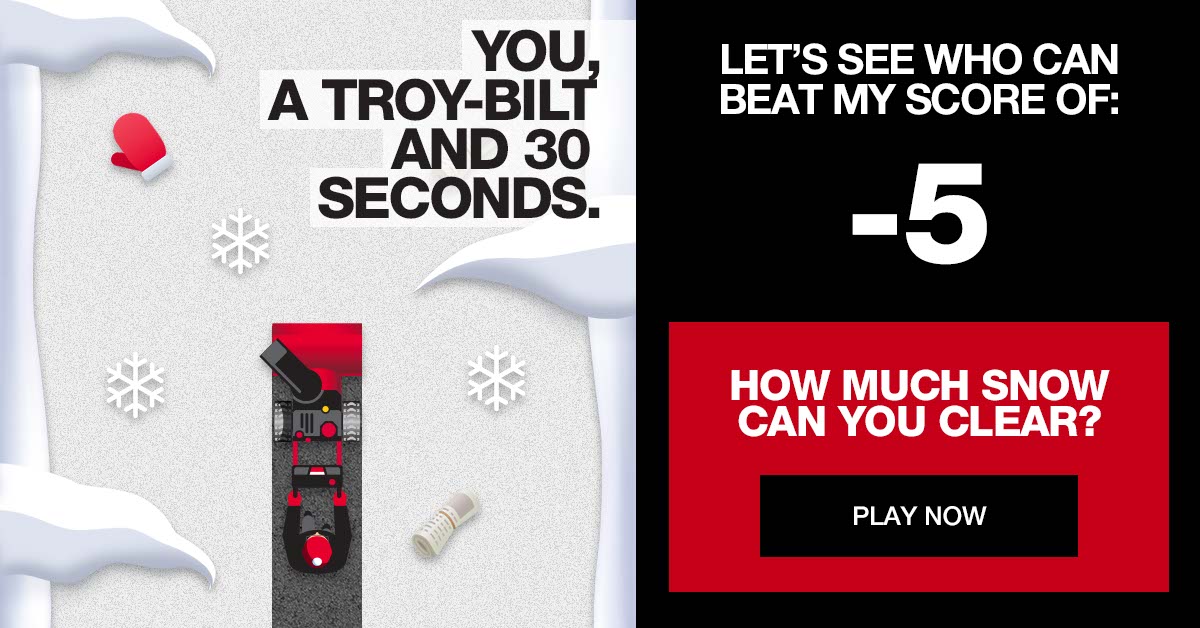 YOU,
A TROY-BILT
AND 30
SECONDS.
LET’S SEE WHO CAN
BEAT MY SCORE OF:
-5
HOW MUCH SNOW
CAN YOU CLEAR?
PLAY NOW